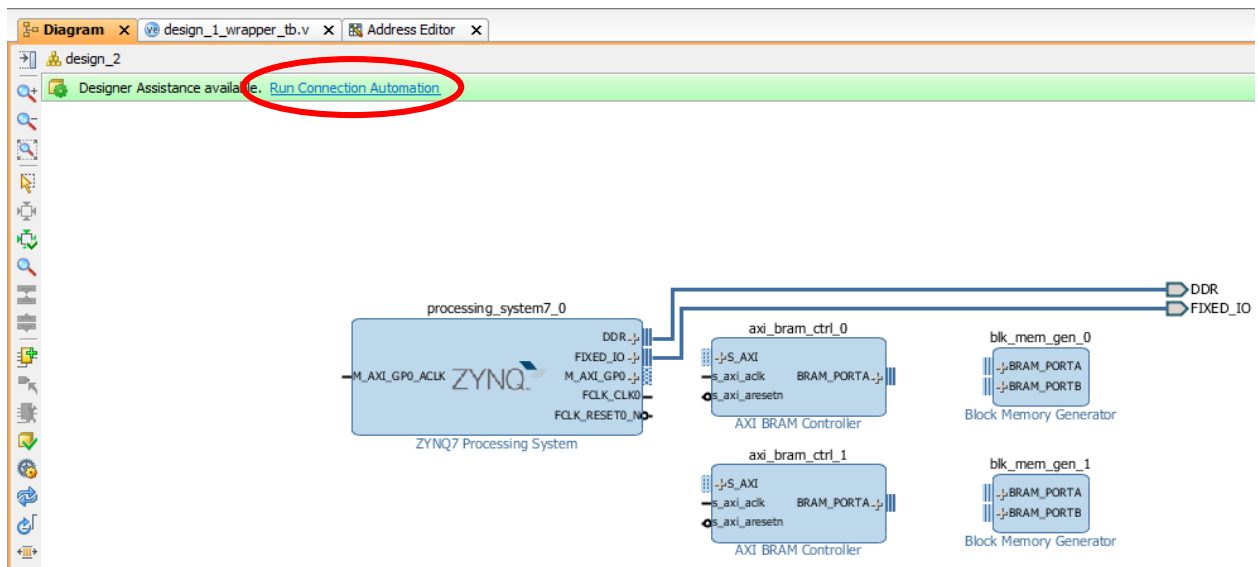 Diagram X design_1_wrapper_tb.v X Address Editor X
design_2
Designer Assistance available. Run Connection Automation
processing_system7_0
DDR
FIXED_IO
M_AXI_GP0_ACLK ZYNQ M_AXI_GP0
FCLK_CLK0
FCLK_RESET0_N
ZYNQ7 Processing System
axi_bram_ctrl_0
S_AXI
s_axi_aclk BRAM_PORTA
s_axi_aresetn
AXI BRAM Controller
blk_mem_gen_0
BRAM_PORTA
BRAM_PORTB
Block Memory Generator
DDR
FIXED_IO
axi_bram_ctrl_1
S_AXI
s_axi_aclk BRAM_PORTA
s_axi_aresetn
AXI BRAM Controller
blk_mem_gen_1
BRAM_PORTA
BRAM_PORTB
Block Memory Generator